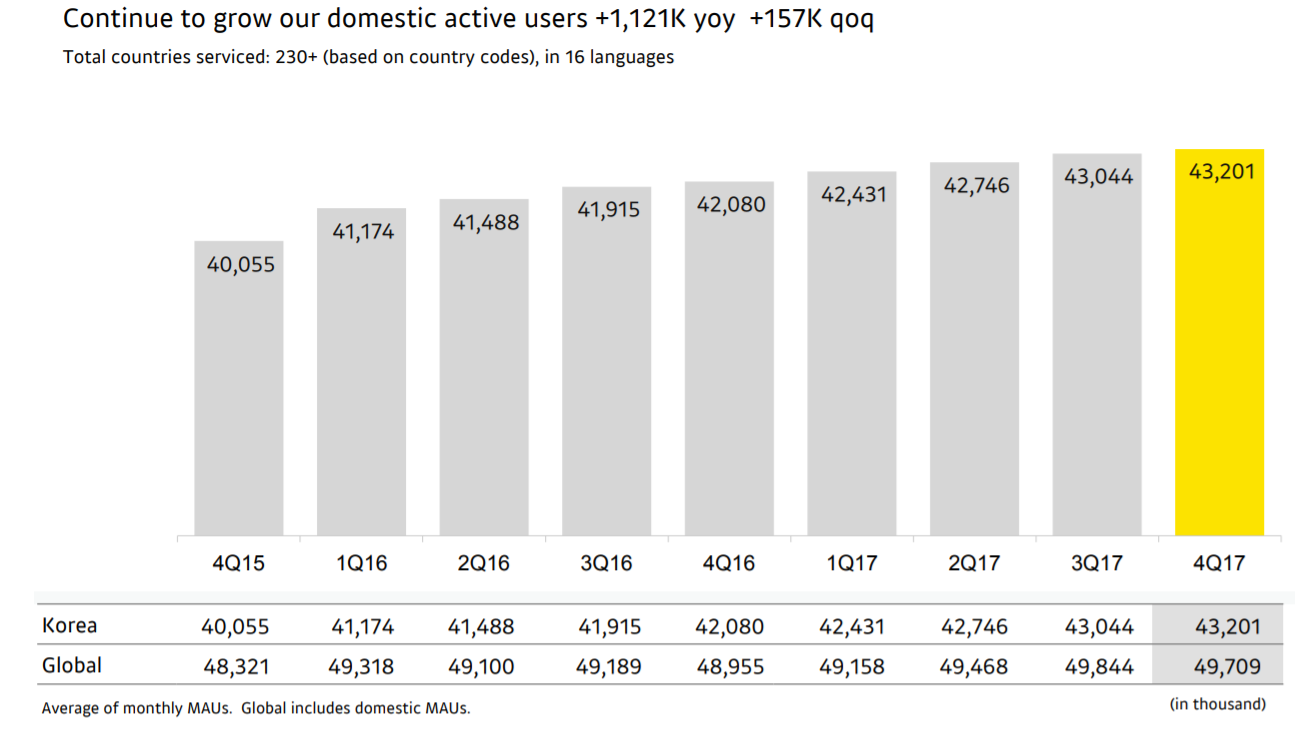 Continue to grow our domestic active users +1,121K yoy  +157K qoq
Total countries serviced: 230+ (based on country codes), in 16 languages
40,055 41,174 41,488 41,915 42,080 42,431 42,746 43,044 43,201
4Q15 1Q16 2Q16 3Q16 4Q16 1Q17 2Q17 3Q17 4Q17
Korea 40,055 41,174 41,488 41,915 42,080 42,431 42,746 43,044 43,201
Global 48,321 49,318 49,100 49,189 48,955 49,158 49,468 49,844 49,709
Average of monthly MAUs.  Global includes domestic MAUs. (in thousand)